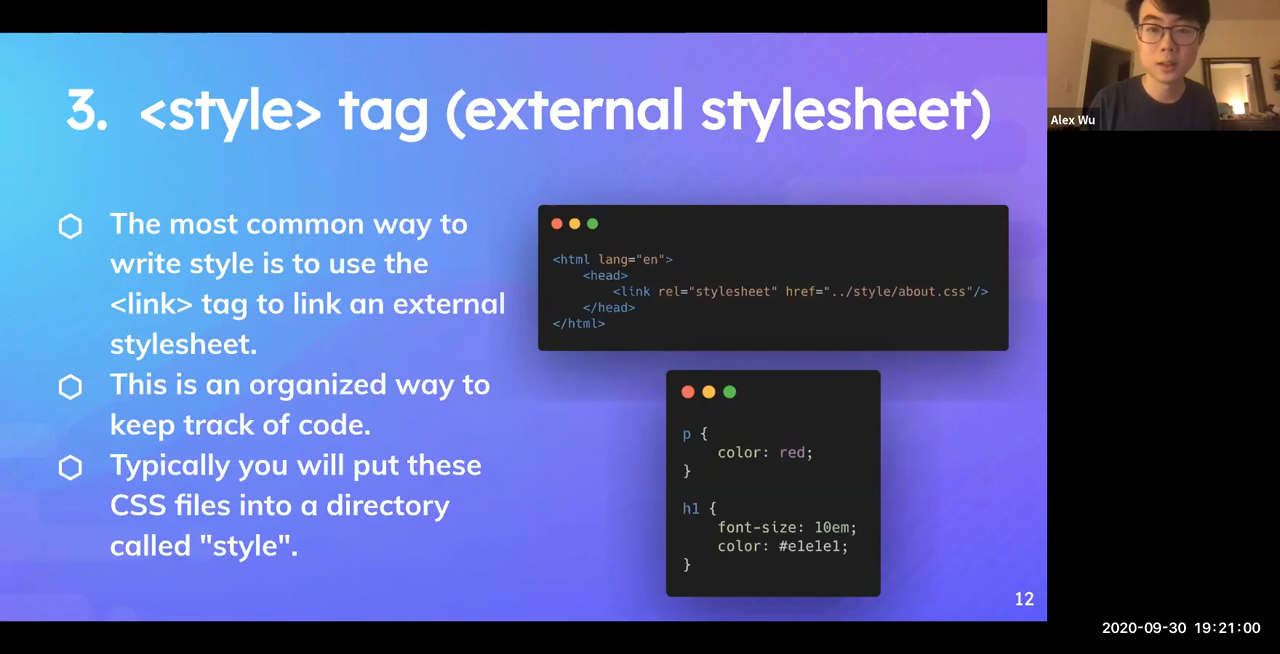 3. <style> tag (external stylesheet)
The most common way to
write style is to use the
<link> tag to link an external
stylesheet.
This is an organized way to
keep track of code.
Typically you will put these
CSS files into a directory
called "style".
<html lang="en">
    <head>
        <link rel="stylesheet" href="../style/about.css"/>
    </head>
</html>
p {
    color: red;
}
h1 {
    font-size: 10em;
    color: #e1e1e1;
}
12
Alex Wu
2020-09-30 19:21:00